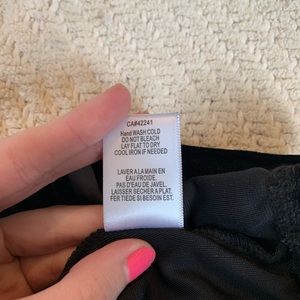 CA#42241
Hand WASH COLD
DO NOT BLEACH
LAY FLAT TO DRY
COOL IRON IF NEEDED
LAVER A LA MAIN EN
EAU FROIDE.
PAS D'EAU DE JAVEL.
LAISSER SECHER A PLAT.
FER TIEDE SI BESOIN EST.